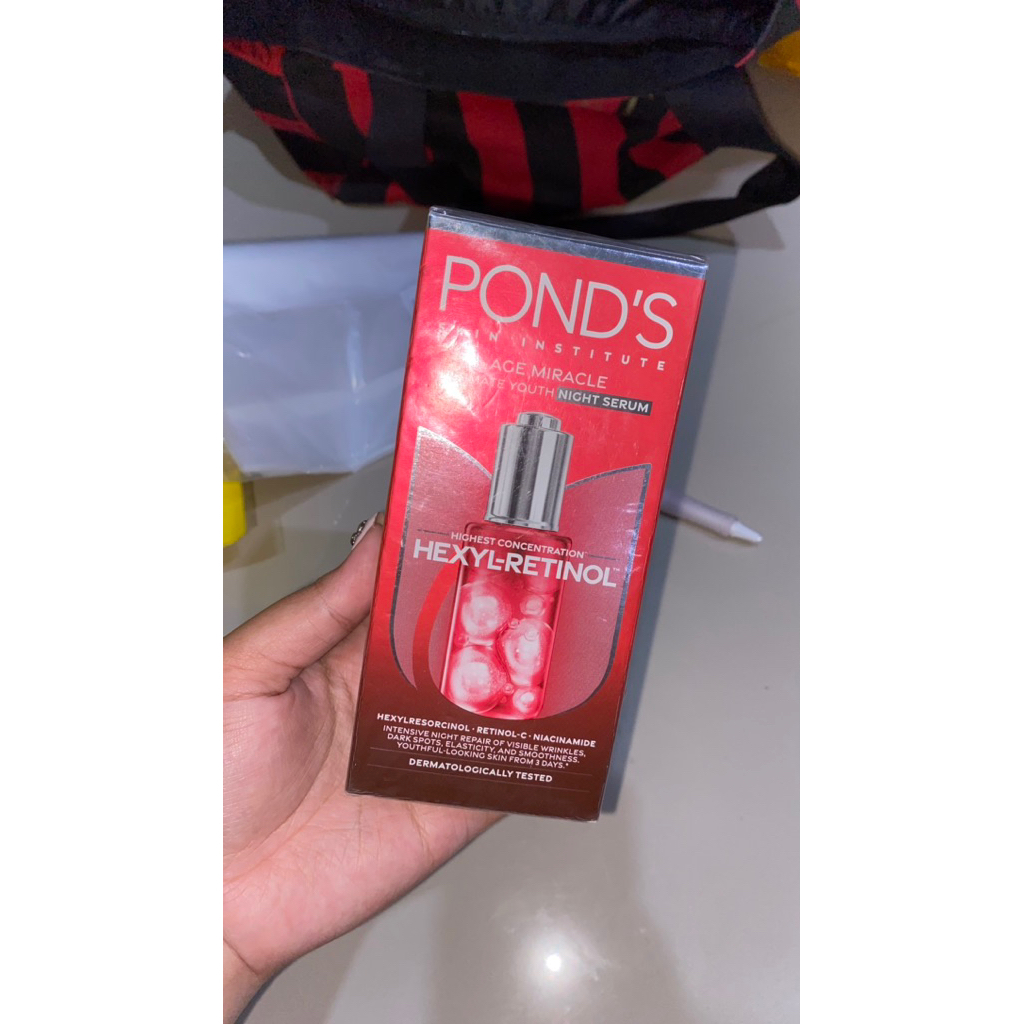 POND'S
SKIN INSTITUTE
AGE MIRACLE
YOUTH NIGHT SERUM
HIGHEST CONCENTRATION
HEXYL-RETINOL™
HEXYLRESORCINOL · RETINOL-C · NIACINAMIDE
INTENSIVE NIGHT REPAIR OF VISIBLE WRINKLES,
DARK SPOTS, ELASTICITY, AND SMOOTHNESS.
YOUTHFUL-LOOKING SKIN FROM 3 DAYS.*
DERMATOLOGICALLY TESTED